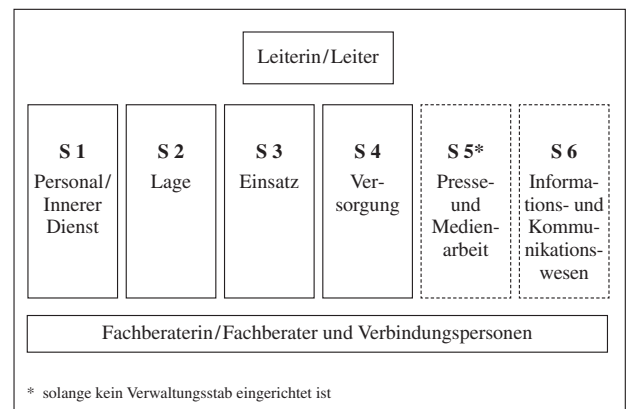 Leiterin/Leiter
S 1
Personal/
Innerer
Dienst
S 2
Lage
S 3
Einsatz
S 4
Ver-
sorgung
S 5*
Presse-
und
Medien-
arbeit
S 6
Informa-
tions- und
Kommu-
nikations-
wesen
Fachberaterin/Fachberater und Verbindungspersonen
* solange kein Verwaltungsstab eingerichtet ist